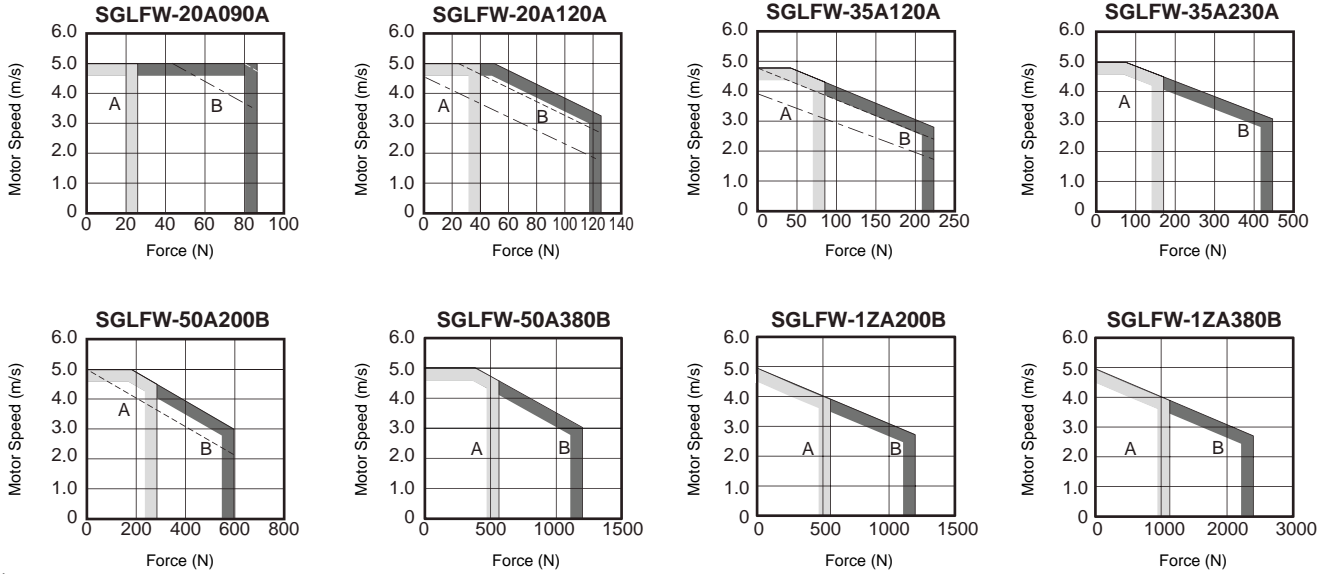 SGLFW-20A090A
Motor Speed (m/s)
6.0
5.0
4.0
3.0
2.0
1.0
0
A
B
0 20 40 60 80 100
Force (N)
SGLFW-20A120A
Motor Speed (m/s)
6.0
5.0
4.0
3.0
2.0
1.0
0
A
B
0 20 40 60 80 100 120 140
Force (N)
SGLFW-35A120A
Motor Speed (m/s)
6.0
5.0
4.0
3.0
2.0
1.0
0
A
B
0 50 100 150 200 250
Force (N)
SGLFW-35A230A
Motor Speed (m/s)
6.0
5.0
4.0
3.0
2.0
1.0
0
A
B
0 100 200 300 400 500
Force (N)
SGLFW-50A200B
Motor Speed (m/s)
6.0
5.0
4.0
3.0
2.0
1.0
0
A
B
0 200 400 600 800
Force (N)
SGLFW-50A380B
Motor Speed (m/s)
6.0
5.0
4.0
3.0
2.0
1.0
0
A
B
0 500 1000 1500
Force (N)
SGLFW-1ZA200B
Motor Speed (m/s)
6.0
5.0
4.0
3.0
2.0
1.0
0
A
B
0 500 1000 1500
Force (N)
SGLFW-1ZA380B
Motor Speed (m/s)
6.0
5.0
4.0
3.0
2.0
1.0
0
A
B
0 1000 2000 3000
Force (N)